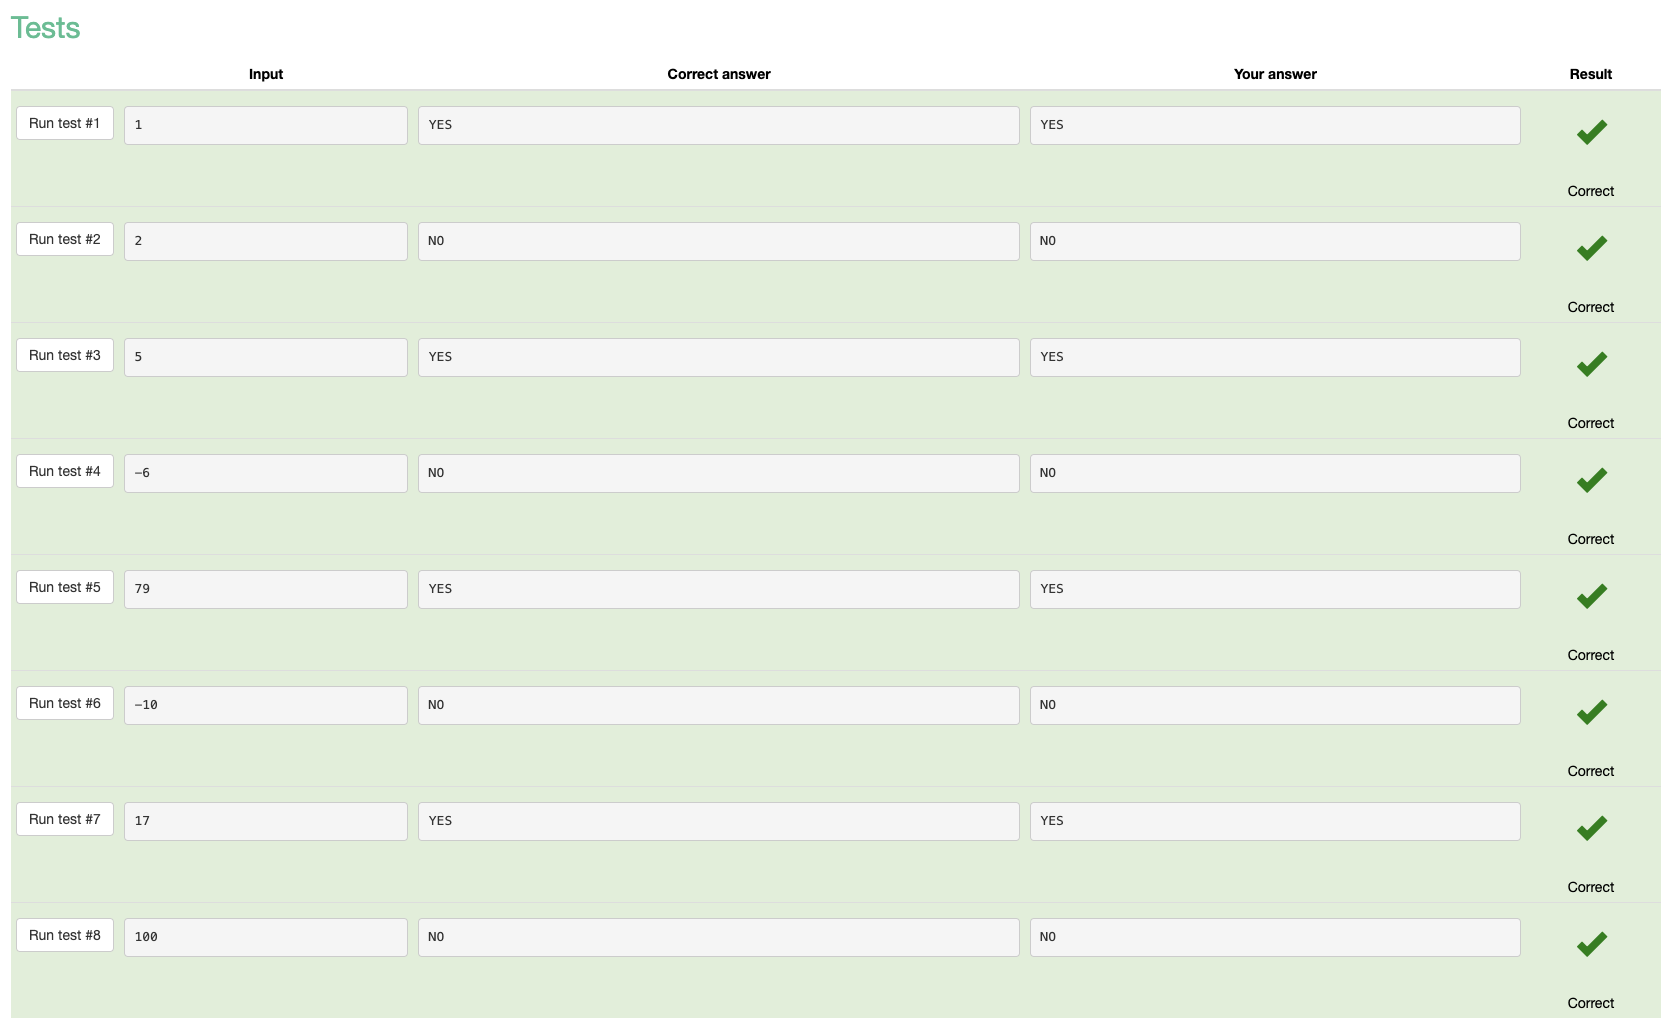 Tests
Input Correct answer Your answer Result
Run test #1 1 YES YES
Correct
Run test #2 2 NO NO
Correct
Run test #3 5 YES YES
Correct
Run test #4 −6 NO NO
Correct
Run test #5 79 YES YES
Correct
Run test #6 −10 NO NO
Correct
Run test #7 17 YES YES
Correct
Run test #8 100 NO NO
Correct